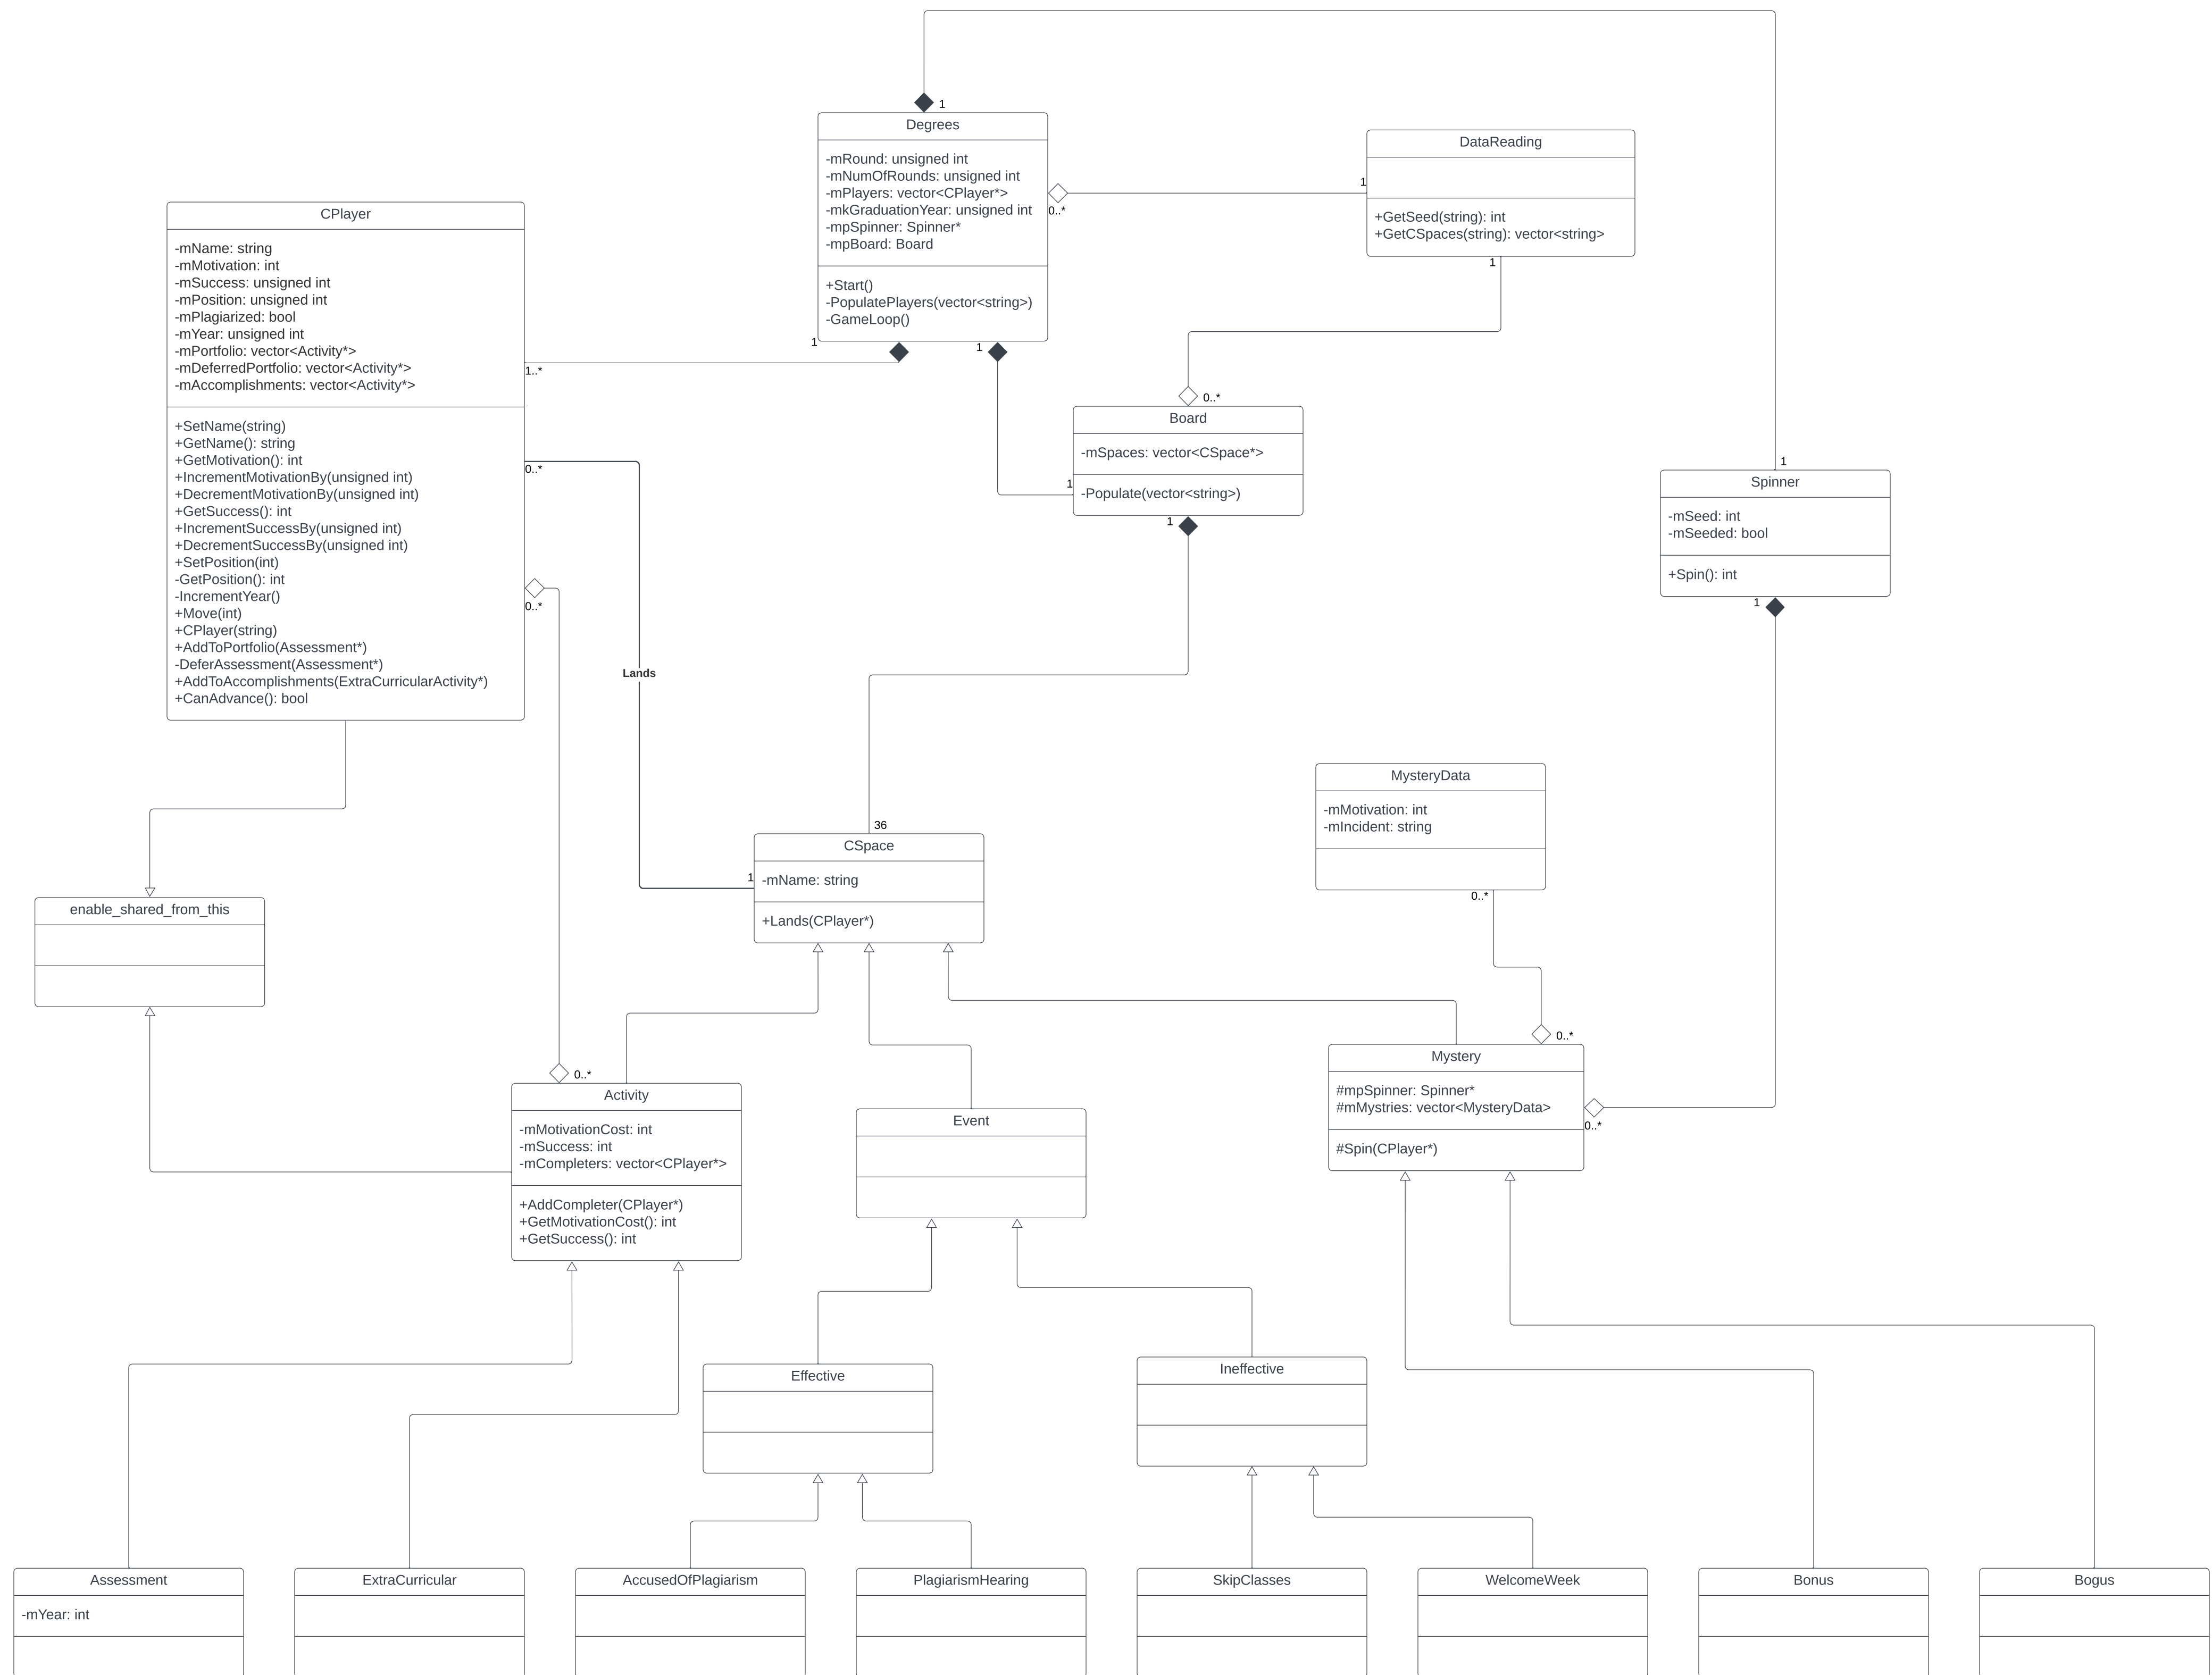 1
Degrees
-mRound: unsigned int
-mNumOfRounds: unsigned int
-mPlayers: vector<CPlayer*>
-mkGraduationYear: unsigned int
-mpSpinner: Spinner*
-mpBoard: Board
+Start()
-PopulatePlayers(vector<string>)
-GameLoop()
0..*
1
DataReading
+GetSeed(string): int
+GetCSpaces(string): vector<string>
1
CPlayer
-mName: string
-mMotivation: int
-mSuccess: unsigned int
-mPosition: unsigned int
-mPlagiarized: bool
-mYear: unsigned int
-mPortfolio: vector<Activity*>
-mDeferredPortfolio: vector<Activity*>
-mAccomplishments: vector<Activity*>
+SetName(string)
+GetName(): string
+GetMotivation(): int
+IncrementMotivationBy(unsigned int)
+DecrementMotivationBy(unsigned int)
+GetSuccess(): int
+IncrementSuccessBy(unsigned int)
+DecrementSuccessBy(unsigned int)
+SetPosition(int)
-GetPosition(): int
-IncrementYear()
+Move(int)
+CPlayer(string)
+AddToPortfolio(Assessment*)
-DeferAssessment(Assessment*)
+AddToAccomplishments(ExtraCurricularActivity*)
+CanAdvance(): bool
1
1
1..*
0..*
0..*
0..*
Board
-mSpaces: vector<CSpace*>
-Populate(vector<string>)
1
1
1
Spinner
-mSeed: int
-mSeeded: bool
+Spin(): int
1
Lands
MysteryData
-mMotivation: int
-mIncident: string
0..*
36
CSpace
-mName: string
+Lands(CPlayer*)
1
enable_shared_from_this
0..*
Activity
-mMotivationCost: int
-mSuccess: int
-mCompleters: vector<CPlayer*>
+AddCompleter(CPlayer*)
+GetMotivationCost(): int
+GetSuccess(): int
Event
0..*
Mystery
#mpSpinner: Spinner*
#mMystries: vector<MysteryData>
#Spin(CPlayer*)
0..*
Effective
Ineffective
Assessment
-mYear: int
ExtraCurricular
AccusedOfPlagiarism
PlagiarismHearing
SkipClasses
WelcomeWeek
Bonus
Bogus